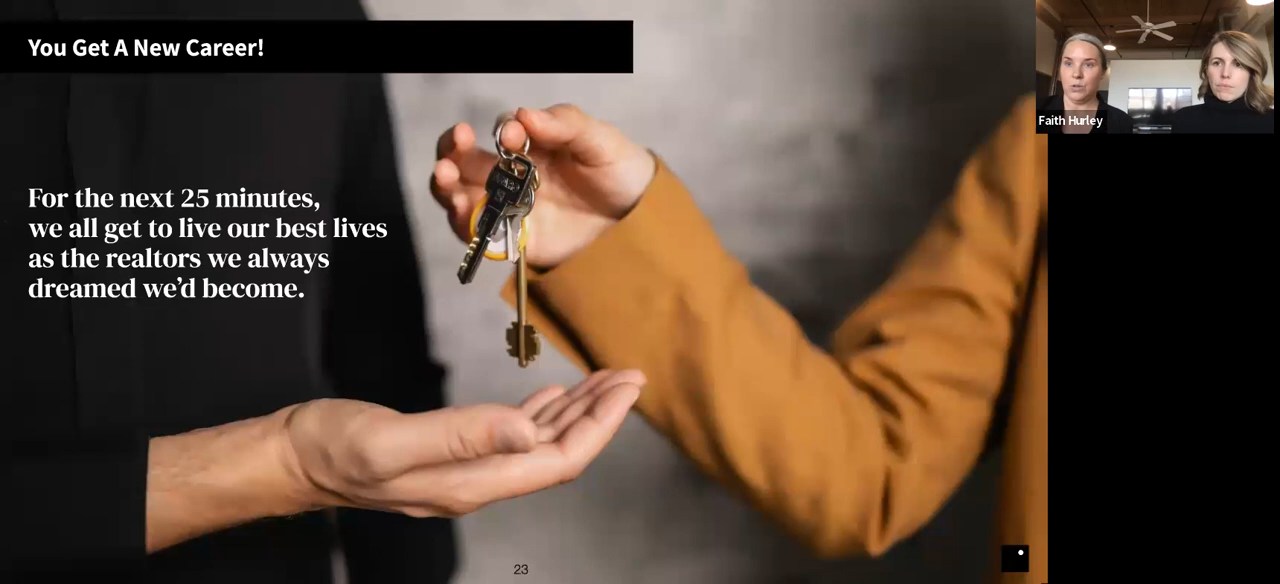 You Get A New Career!
For the next 25 minutes,
we all get to live our best lives
as the realtors we always
dreamed we’d become.
23
Faith Hurley